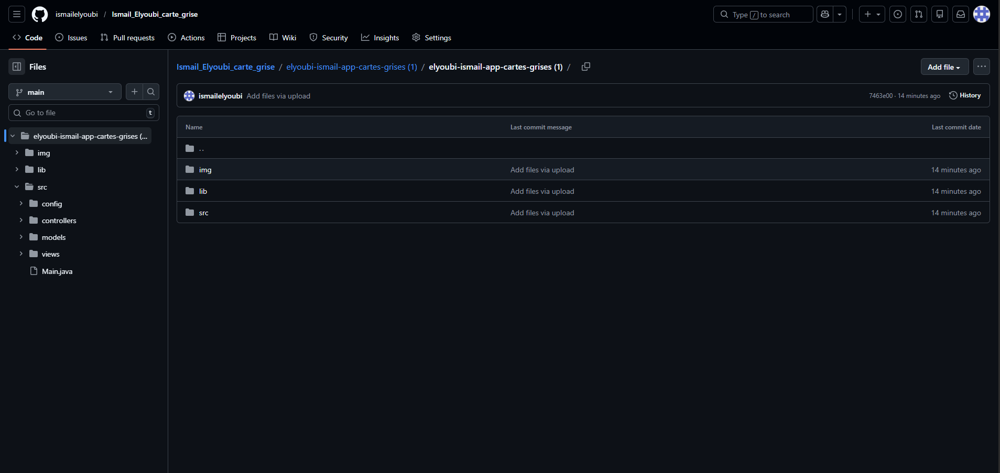 ismailelyoubi / Ismail_Elyoubi_carte_grise
Type / to search
Code Issues Pull requests Actions Projects Wiki Security Insights Settings
Files
main
Go to file t
elyoubi-ismail-app-cartes-grises (...
img
lib
src
config
controllers
models
views
Main.java
Ismail_Elyoubi_carte_grise / elyoubi-ismail-app-cartes-grises (1) / elyoubi-ismail-app-cartes-grises (1) /
Add file
ismailelyoubi Add files via upload 7463e00 · 14 minutes ago History
Name Last commit message Last commit date
..
img Add files via upload 14 minutes ago
lib Add files via upload 14 minutes ago
src Add files via upload 14 minutes ago